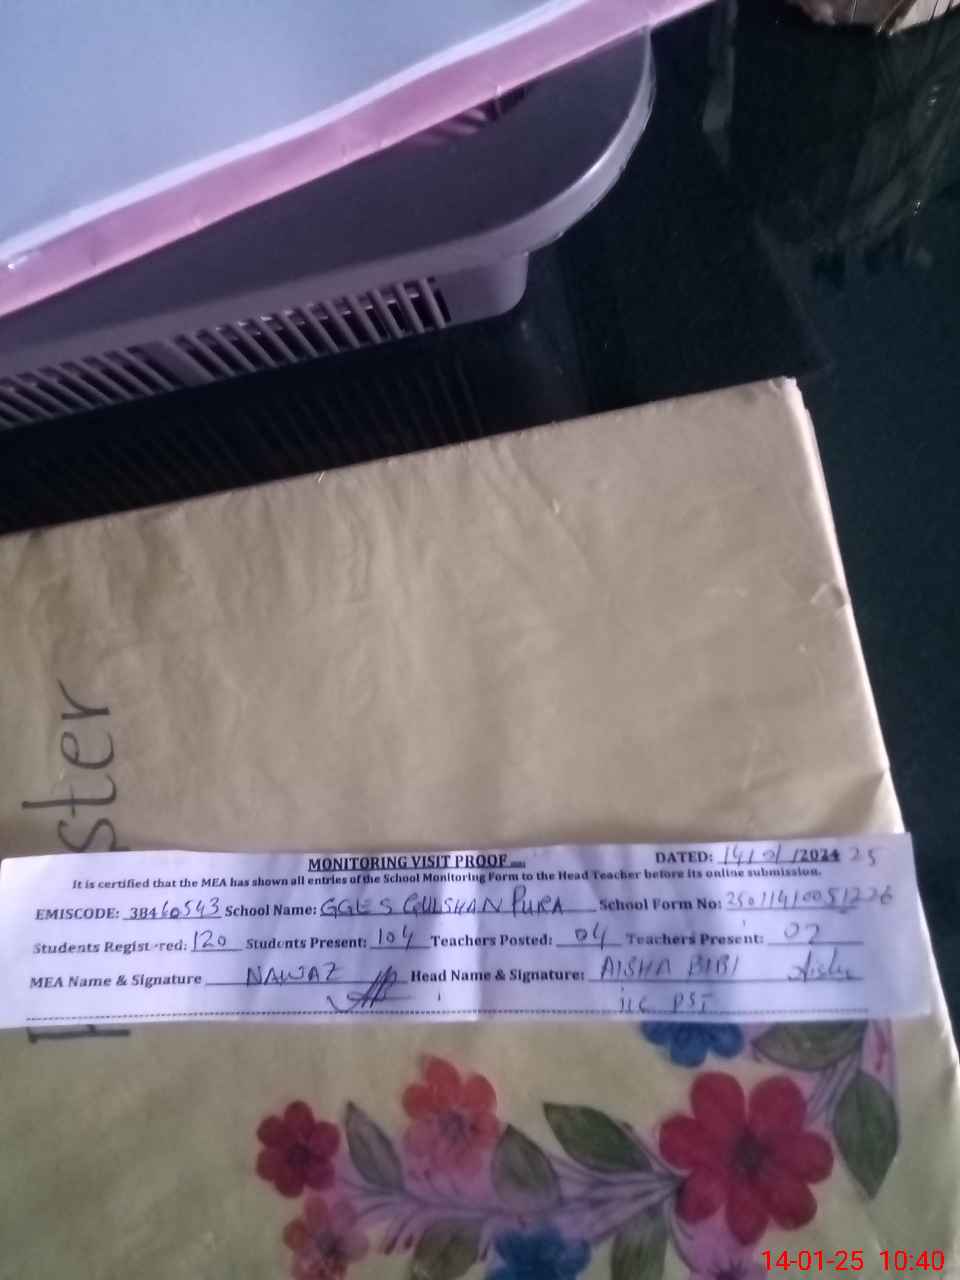 ster
MONITORING VISIT PROOF
DATED: 14/01/2024 25
It is certified that the MEA has shown all entries of the School Monitoring Form to the Head Teacher before its online submission.
EMISCODE: 38460543 School Name: GGES GULSHAN PURA School Form No:
Students Registered: 120 Students Present: 104 Teachers Posted: 04 Teachers Present:
MEA Name & Signature NAWAZ Head Name & Signature: AISHA BIBI
I/C PST
14-01-25 10:40